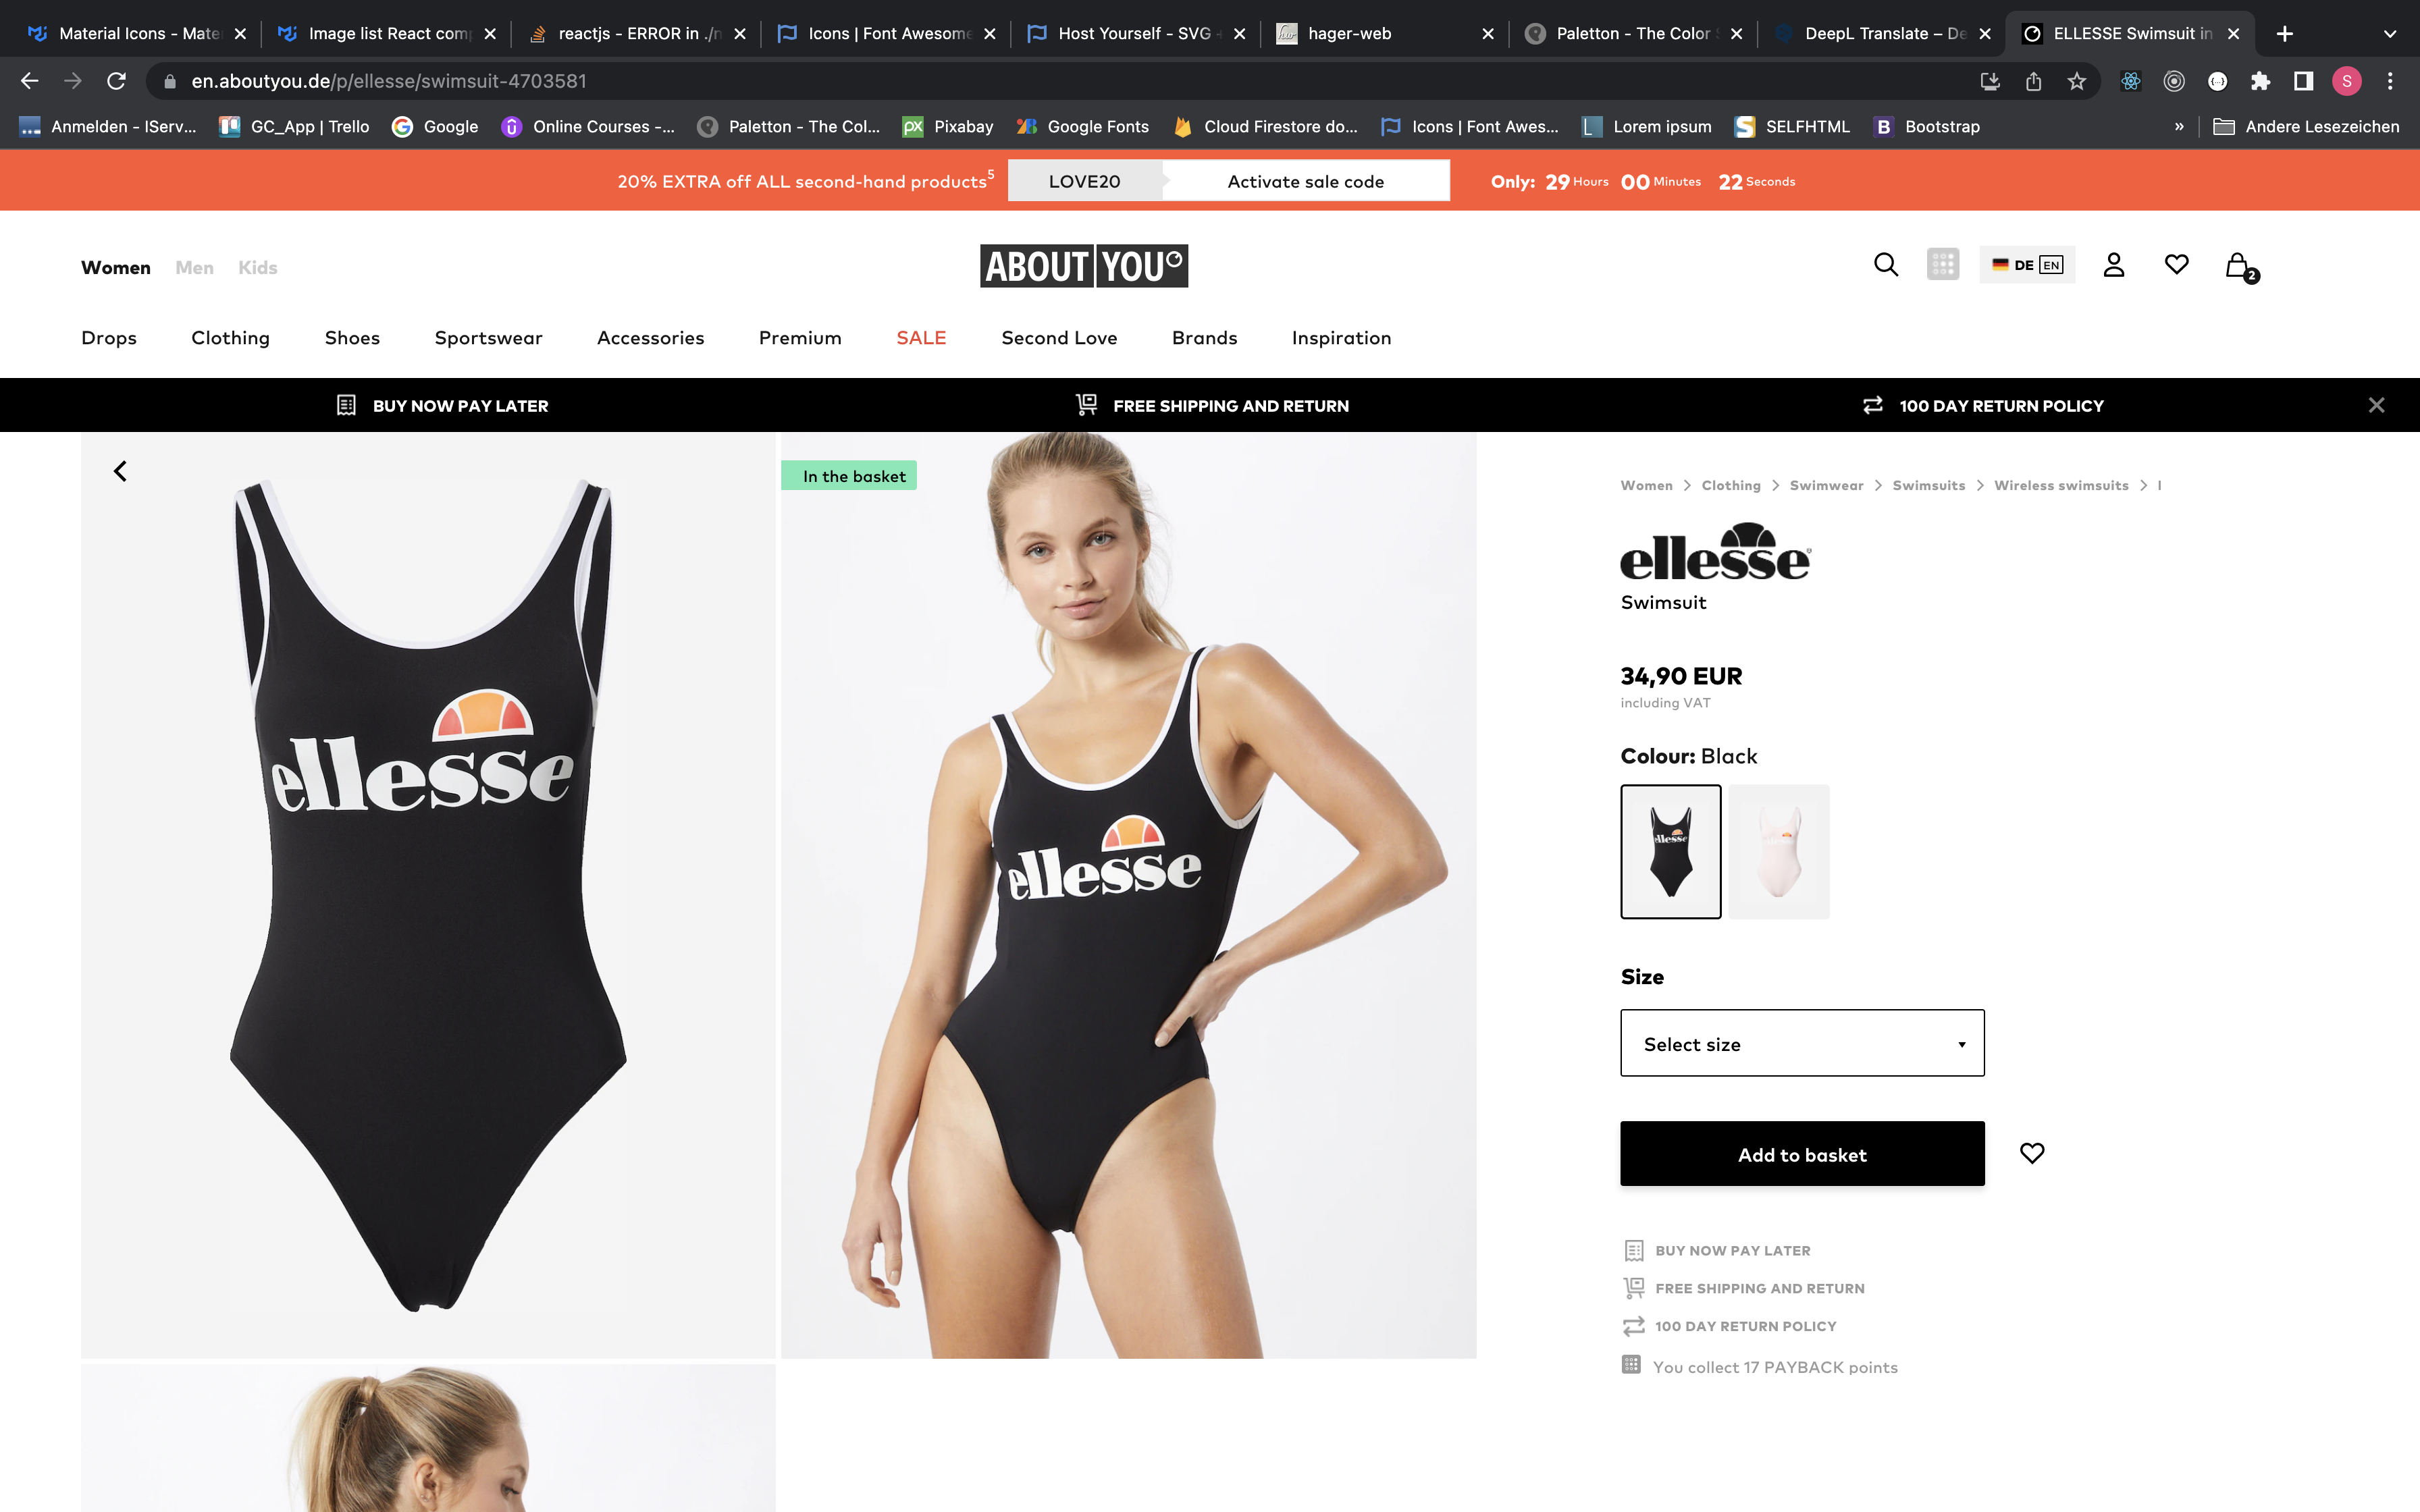 Material Icons - Mate
Image list React com
reactjs - ERROR in ./n
Icons | Font Awesome
Host Yourself - SVG
hager-web
Paletton - The Color
DeepL Translate – De
ELLESSE Swimsuit in
en.aboutyou.de/p/ellesse/swimsuit-4703581
S
Anmelden - IServ...
GC_App | Trello
Google
Online Courses -...
Paletton - The Col...
Pixabay
Google Fonts
Cloud Firestore do...
Icons | Font Awes...
Lorem ipsum
SELFHTML
Bootstrap
»
Andere Lesezeichen
20% EXTRA off ALL second-hand products5
LOVE20
Activate sale code
Only: 29 Hours 00 Minutes 22 Seconds
Women Men Kids
ABOUT YOU
DE EN
2
Drops Clothing Shoes Sportswear Accessories Premium SALE Second Love Brands Inspiration
BUY NOW PAY LATER
FREE SHIPPING AND RETURN
100 DAY RETURN POLICY
In the basket
ellesse
ellesse
Women > Clothing > Swimwear > Swimsuits > Wireless swimsuits >
ellesse
Swimsuit
34,90 EUR
including VAT
Colour: Black
ellesse
Size
Select size
Add to basket
BUY NOW PAY LATER
FREE SHIPPING AND RETURN
100 DAY RETURN POLICY
You collect 17 PAYBACK points